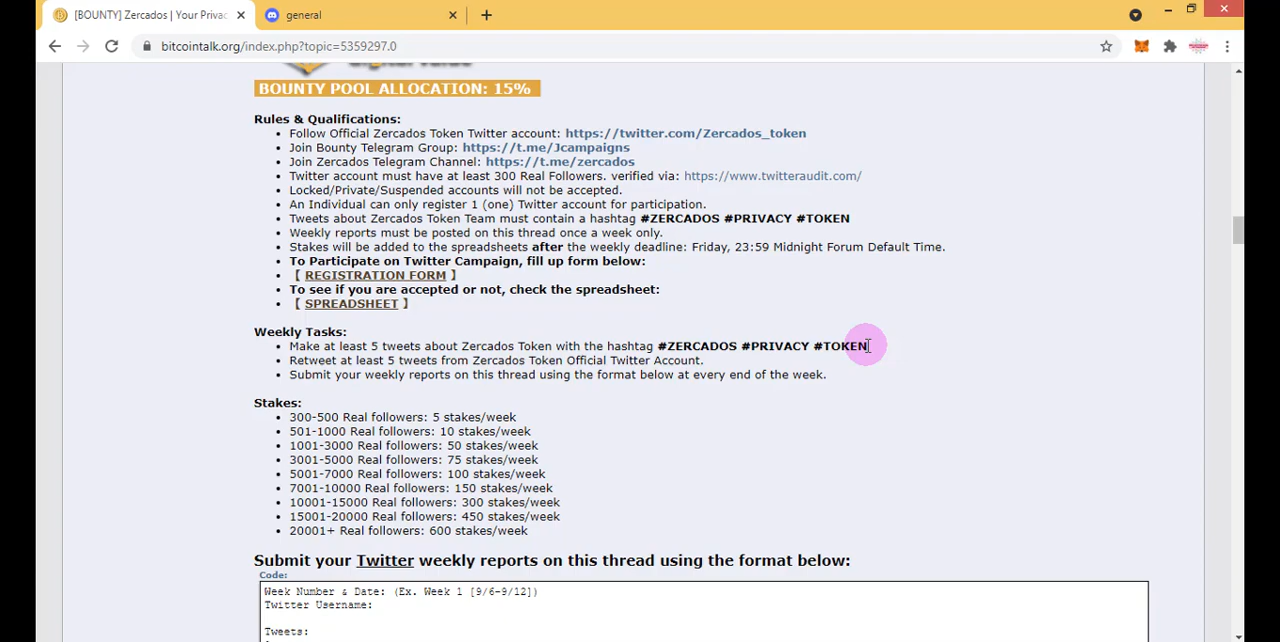 [BOUNTY] Zercados | Your Privac
general
bitcointalk.org/index.php?topic=5359297.0
BOUNTY POOL ALLOCATION: 15%
Rules & Qualifications:
Follow Official Zercados Token Twitter account: https://twitter.com/Zercados_token
Join Bounty Telegram Group: https://t.me/Jcampaigns
Join Zercados Telegram Channel: https://t.me/zercados
Twitter account must have at least 300 Real Followers. verified via: https://www.twitteraudit.com/
Locked/Private/Suspended accounts will not be accepted.
An Individual can only register 1 (one) Twitter account for participation.
Tweets about Zercados Token Team must contain a hashtag #ZERCADOS #PRIVACY #TOKEN
Weekly reports must be posted on this thread once a week only.
Stakes will be added to the spreadsheets after the weekly deadline: Friday, 23:59 Midnight Forum Default Time.
To Participate on Twitter Campaign, fill up form below:
【 REGISTRATION FORM 】
To see if you are accepted or not, check the spreadsheet:
【 SPREADSHEET 】
Weekly Tasks:
Make at least 5 tweets about Zercados Token with the hashtag #ZERCADOS #PRIVACY #TOKEN
Retweet at least 5 tweets from Zercados Token Official Twitter Account.
Submit your weekly reports on this thread using the format below at every end of the week.
Stakes:
300-500 Real followers: 5 stakes/week
501-1000 Real followers: 10 stakes/week
1001-3000 Real followers: 50 stakes/week
3001-5000 Real followers: 75 stakes/week
5001-7000 Real followers: 100 stakes/week
7001-10000 Real followers: 150 stakes/week
10001-15000 Real followers: 300 stakes/week
15001-20000 Real followers: 450 stakes/week
20001+ Real followers: 600 stakes/week
Submit your Twitter weekly reports on this thread using the format below:
Code:
Week Number & Date: (Ex. Week 1 [9/6-9/12])
Twitter Username:
Tweets: